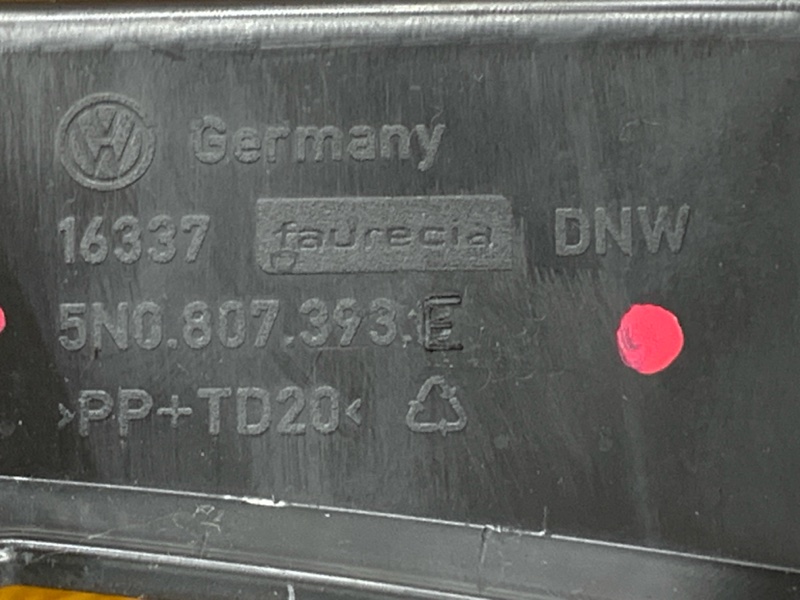 Germany
16337 faurecia DNW
5N0.807.393.E
>PP+TD20<